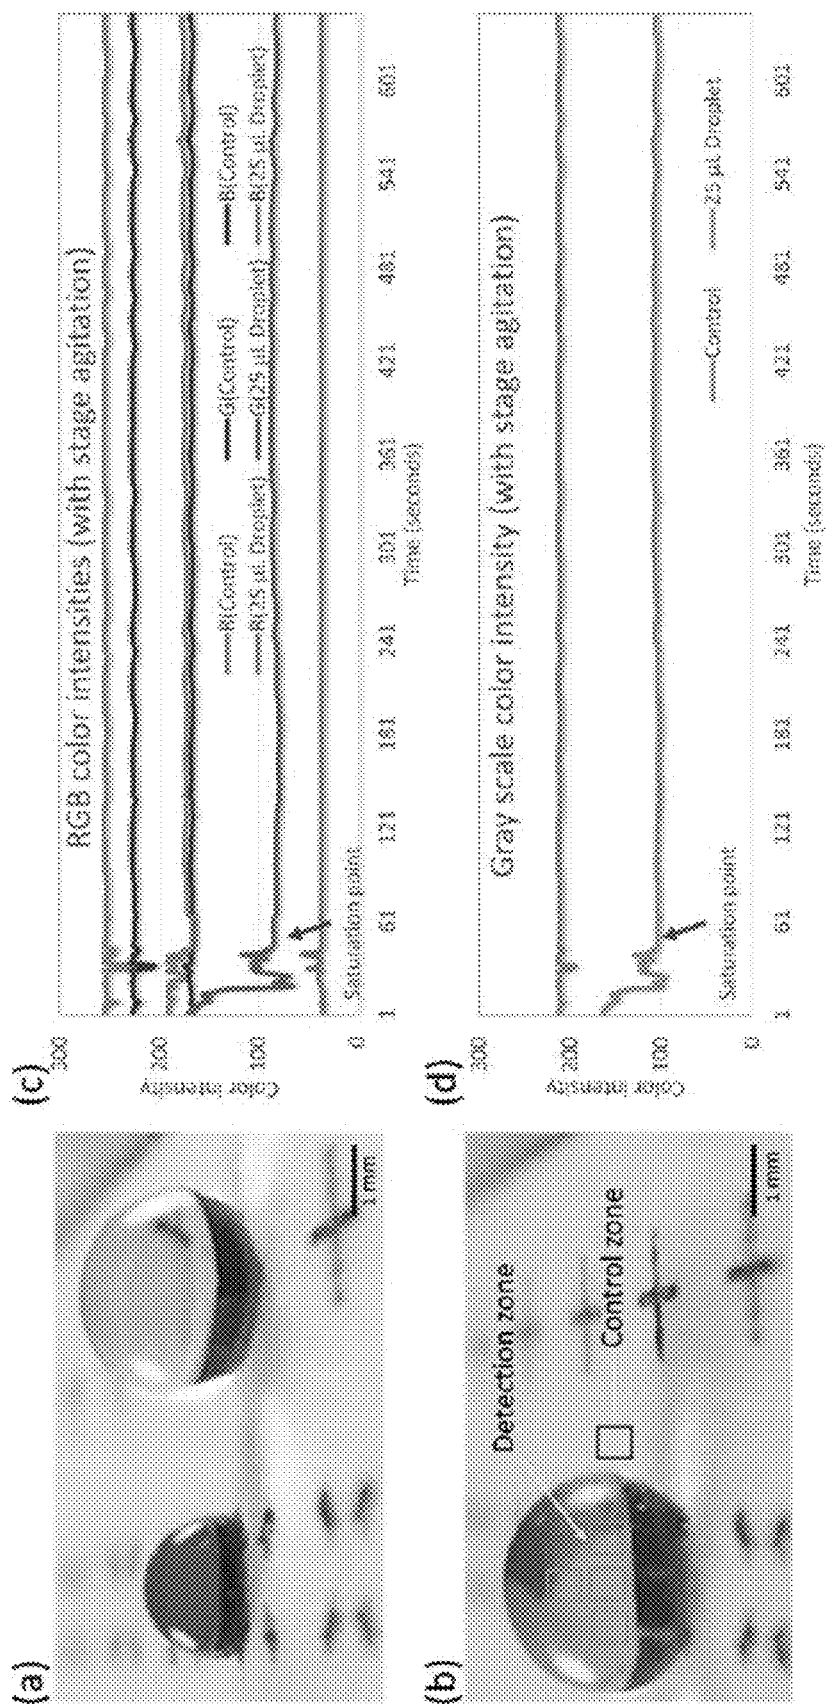 (a)
1 mm
(b)
Detection zone
Control zone
1 mm
(c)
RGB color intensities (with stage agitation)
Color intensity
300
200
100
0
R(Control)
G(Control)
B(Control)
R(25 µL Droplet)
G(25 µL Droplet)
B(25 µL Droplet)
Saturation point
1 61 121 181 241 301 361 421 481 541 601
Time (seconds)
(d)
Gray scale color intensity (with stage agitation)
Color intensity
300
200
100
0
Control
25 µL Droplet
Saturation point
1 61 121 181 241 301 361 421 481 541 601
Time (seconds)